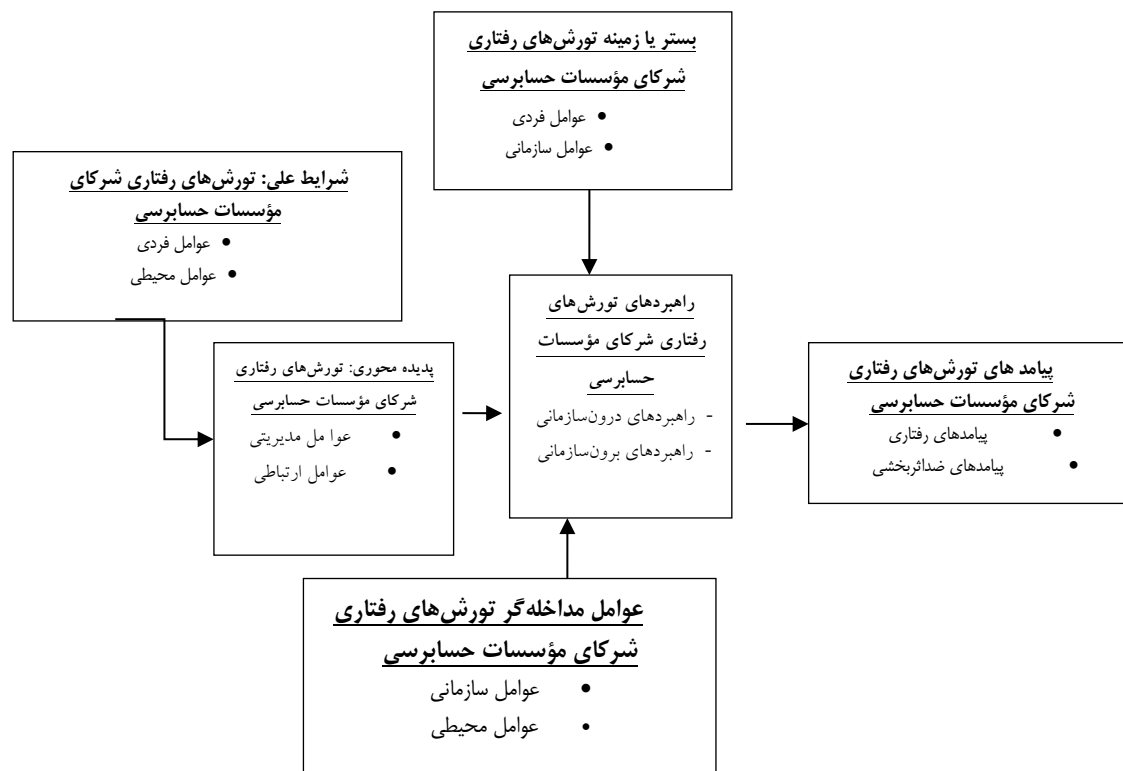 بستر یا زمینه تورش‌های رفتاری
شرکای مؤسسات حسابرسی
• عوامل فردی
• عوامل سازمانی
شرایط علی: تورش‌های رفتاری شرکای
مؤسسات حسابرسی
• عوامل فردی
• عوامل محیطی
پدیده محوری: تورش‌های رفتاری
شرکای مؤسسات حسابرسی
• عوا مل مدیریتی
• عوامل ارتباطی
راهبردهای تورش‌های
رفتاری شرکای مؤسسات
حسابرسی
- راهبردهای درون‌سازمانی
- راهبردهای برون‌سازمانی
پیامد های تورش‌های رفتاری
شرکای مؤسسات حسابرسی
• پیامدهای رفتاری
• پیامدهای ضداثربخشی
عوامل مداخله‌گر تورش‌های رفتاری
شرکای مؤسسات حسابرسی
• عوامل سازمانی
• عوامل محیطی